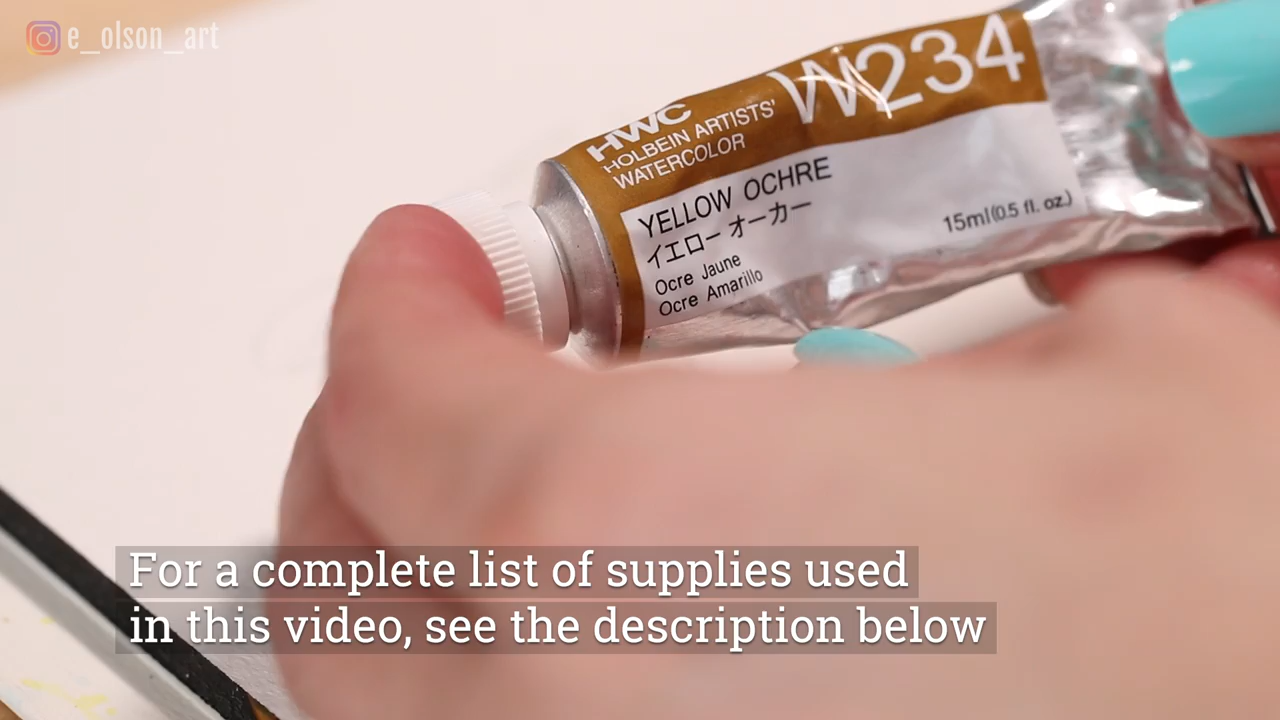 e_olson_art
HWC W234
HOLBEIN ARTISTS'
WATERCOLOR
YELLOW OCHRE
イエロー オーカー
15ml(0.5 fl. oz.)
Ocre Jaune
Ocre Amarillo
For a complete list of supplies used
in this video, see the description below